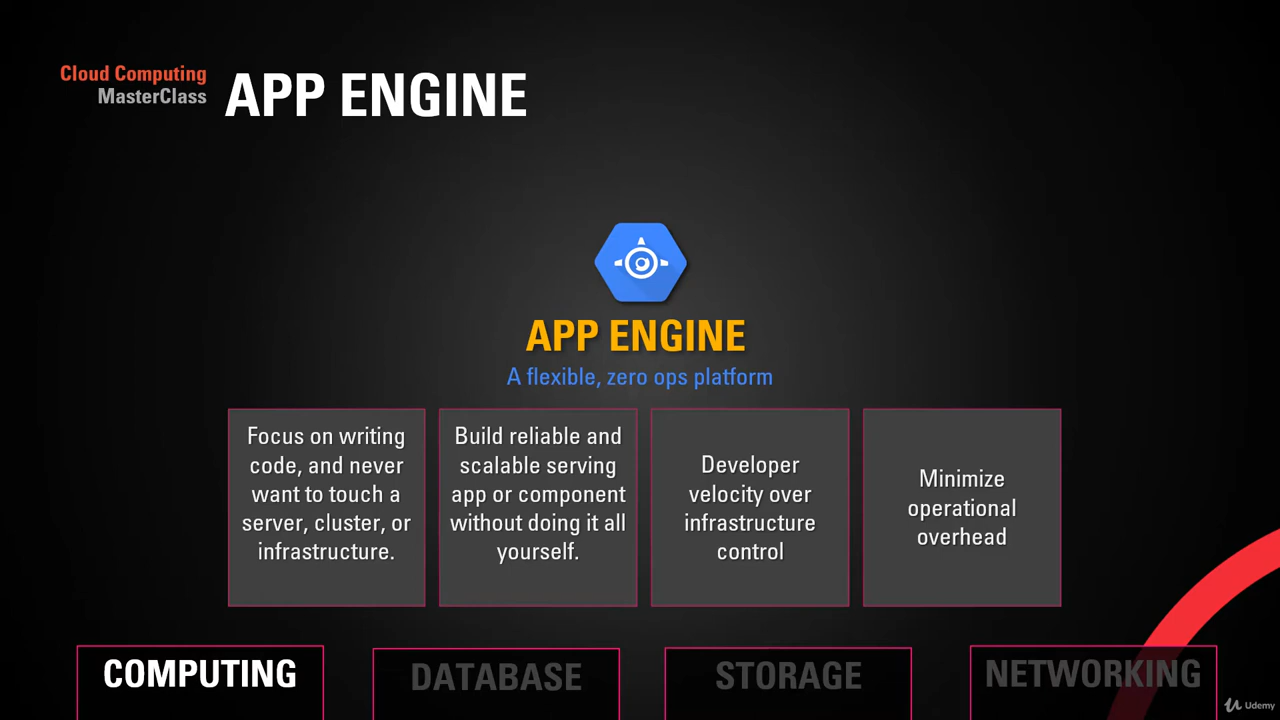 Cloud Computing
MasterClass
APP ENGINE
APP ENGINE
A flexible, zero ops platform
Focus on writing
code, and never
want to touch a
server, cluster, or
infrastructure.
Build reliable and
scalable serving
app or component
without doing it all
yourself.
Developer
velocity over
infrastructure
control
Minimize
operational
overhead
COMPUTING
DATABASE
STORAGE
NETWORKING
Udemy